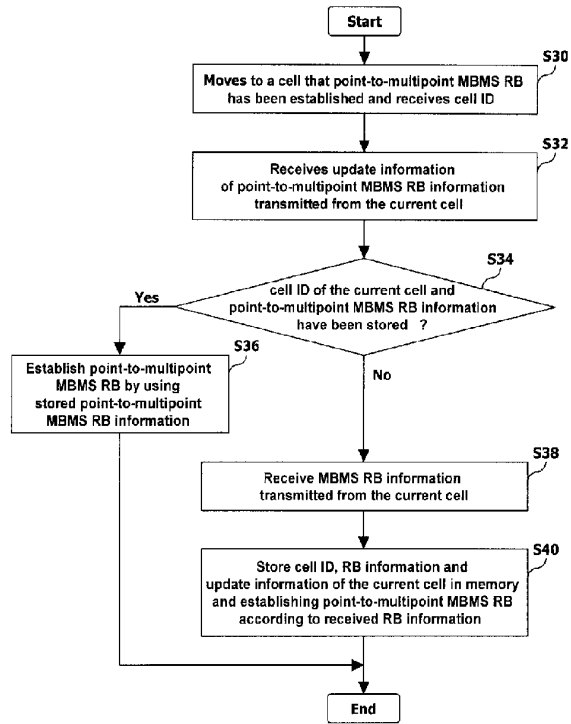 Start
S30
Moves to a cell that point-to-multipoint MBMS RB
has been established and receives cell ID
S32
Receives update information
of point-to-multipoint MBMS RB information
transmitted from the current cell
S34
cell ID of the current cell and
point-to-multipoint MBMS RB information
have been stored ?
Yes
S36
Establish point-to-multipoint
MBMS RB by using
stored point-to-multipoint
MBMS RB information
No
S38
Receive MBMS RB information
transmitted from the current cell
S40
Store cell ID, RB information and
update information of the current cell in memory
and establishing point-to-multipoint MBMS RB
according to received RB information
End